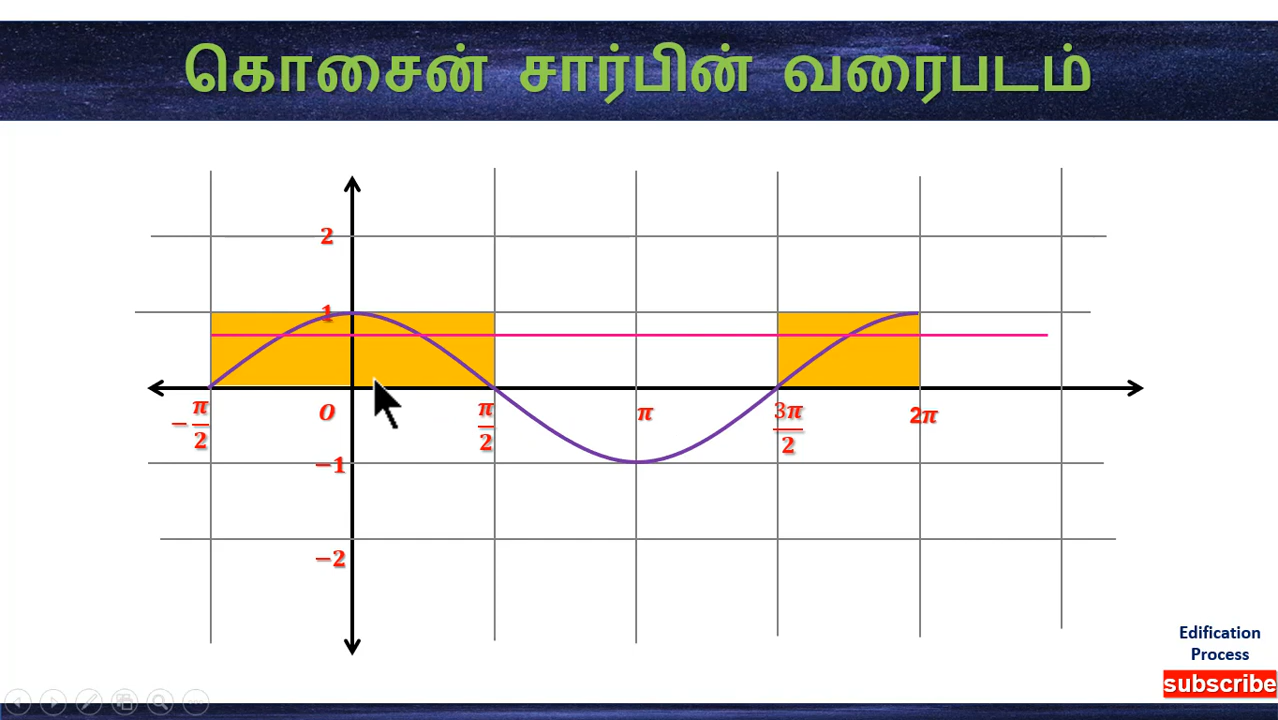 கொசைன் சார்பின் வரைபடம்
2
1
−π/2 O π/2 π 3π/2 2π
−1
−2
Edification
Process
subscribe